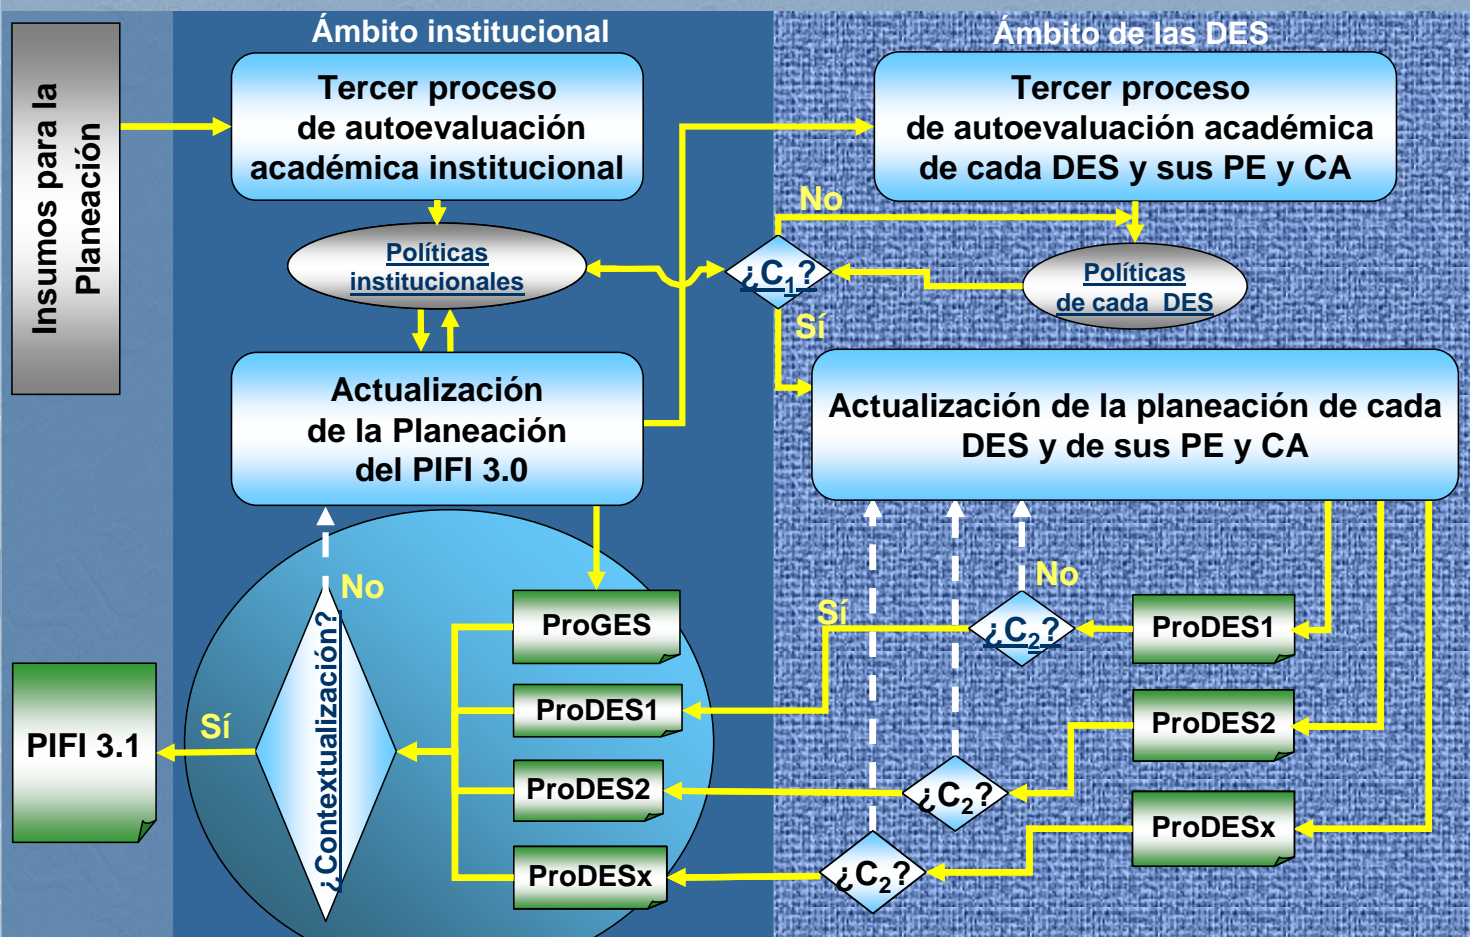 Insumos para la
Planeación
Ámbito institucional
Tercer proceso
de autoevaluación
académica institucional
Políticas
institucionales
Actualización
de la Planeación
del PIFI 3.0
Ámbito de las DES
Tercer proceso
de autoevaluación académica
de cada DES y sus PE y CA
No
¿C1?
Sí
Políticas
de cada DES
Actualización de la planeación de cada
DES y de sus PE y CA
No
¿Contextualización?
Sí
PIFI 3.1
ProGES
ProDES1
ProDES2
ProDESx
Sí
No
¿C2?
¿C2?
¿C2?
ProDES1
ProDES2
ProDESx